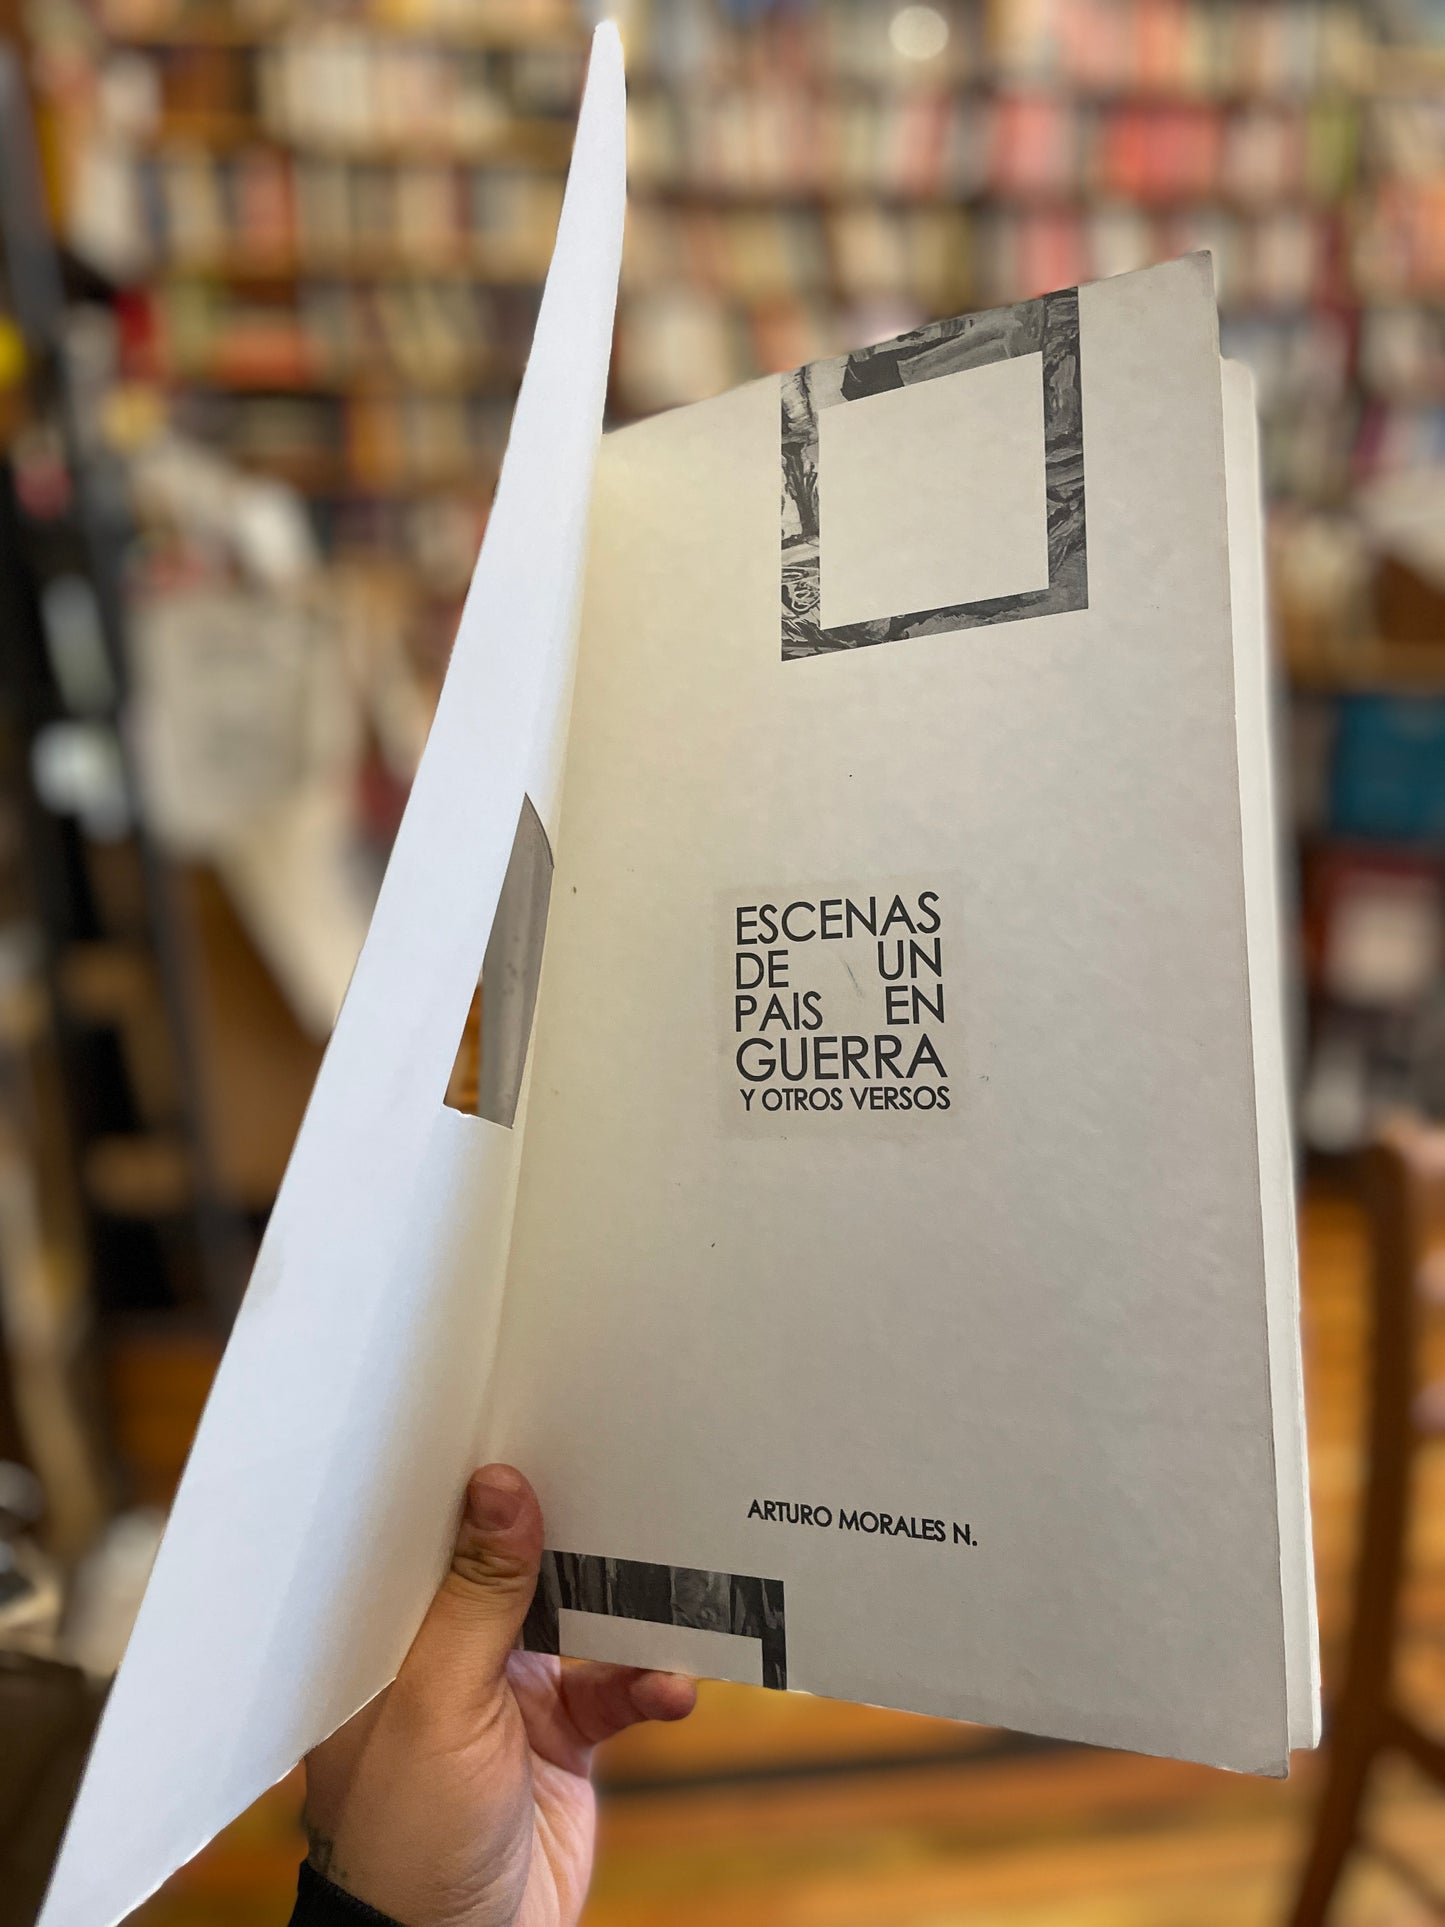 ESCENAS
DE UN
PAIS EN
GUERRA
Y OTROS VERSOS
ARTURO MORALES N.